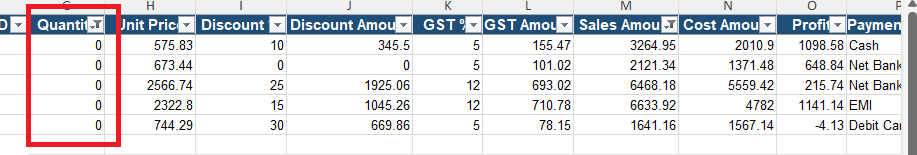 G H I J K L M N O P
D Quantit Unit Pric Discount Discount Amou GST % GST Amou Sales Amou Cost Amou Profit Paymen
0 575.83 10 345.5 5 155.47 3264.95 2010.9 1098.58 Cash
0 673.44 0 0 5 101.02 2121.34 1371.48 648.84 Net Bank
0 2566.74 25 1925.06 12 693.02 6468.18 5559.42 215.74 Net Bank
0 2322.8 15 1045.26 12 710.78 6633.92 4782 1141.14 EMI
0 744.29 30 669.86 5 78.15 1641.16 1567.14 -4.13 Debit Car